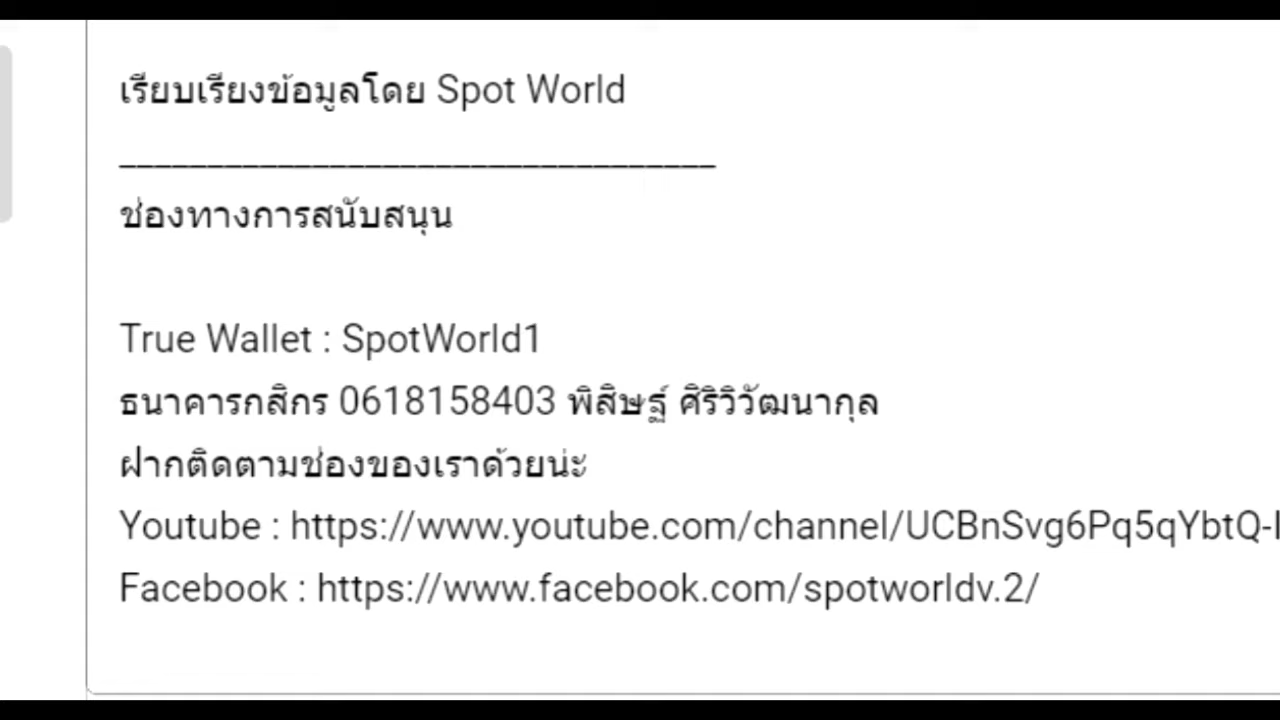 เรียบเรียงข้อมูลโดย Spot World
__________________________________
ช่องทางการสนับสนุน
True Wallet : SpotWorld1
ธนาคารกสิกร 0618158403 พิสิษฐ์ ศิริวิวัฒนากุล
ฝากติดตามช่องของเราด้วยน่ะ
Youtube : https://www.youtube.com/channel/UCBnSvg6Pq5qYbtQ-
Facebook : https://www.facebook.com/spotworldv.2/